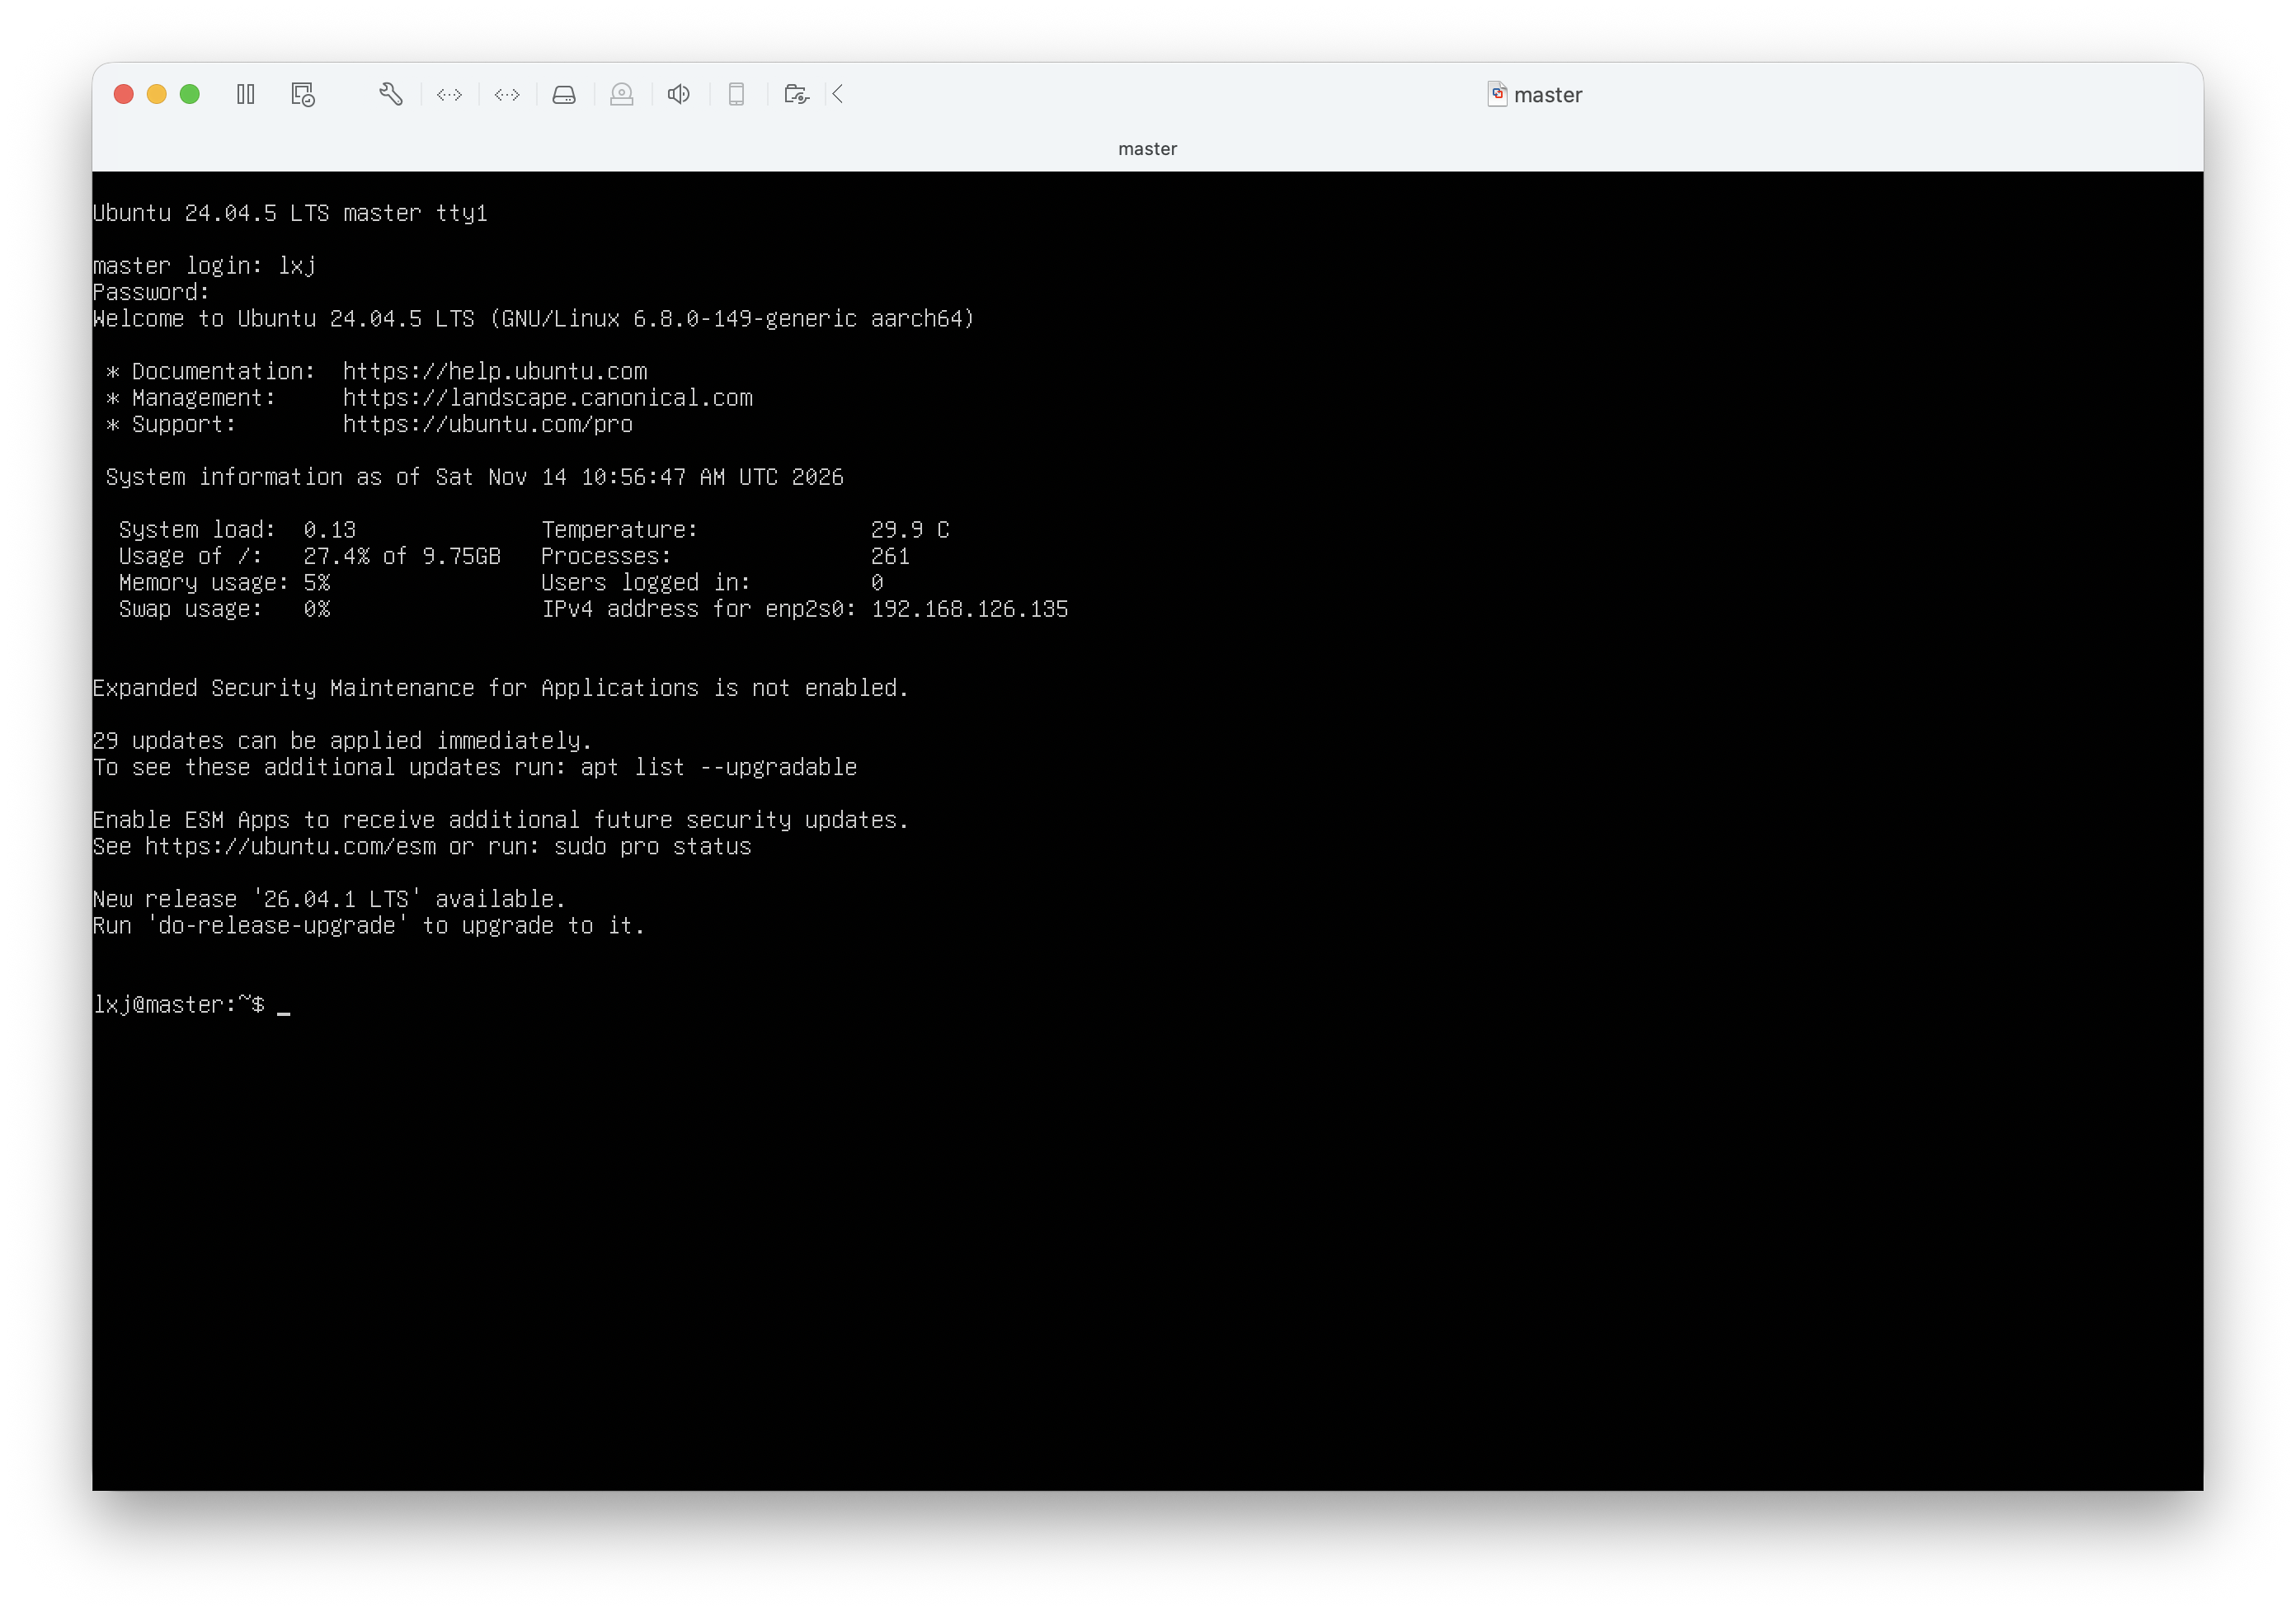 master
master
Ubuntu 24.04.5 LTS master tty1
master login: lxj
Password:
Welcome to Ubuntu 24.04.5 LTS (GNU/Linux 6.8.0-149-generic aarch64)
* Documentation:  https://help.ubuntu.com
* Management:     https://landscape.canonical.com
* Support:        https://ubuntu.com/pro
System information as of Sat Nov 14 10:56:47 AM UTC 2026
System load:  0.13              Temperature:             29.9 C
Usage of /:   27.4% of 9.75GB   Processes:               261
Memory usage: 5%                Users logged in:         0
Swap usage:   0%                IPv4 address for enp2s0: 192.168.126.135
Expanded Security Maintenance for Applications is not enabled.
29 updates can be applied immediately.
To see these additional updates run: apt list --upgradable
Enable ESM Apps to receive additional future security updates.
See https://ubuntu.com/esm or run: sudo pro status
New release '26.04.1 LTS' available.
Run 'do-release-upgrade' to upgrade to it.
lxj@master:~$ _